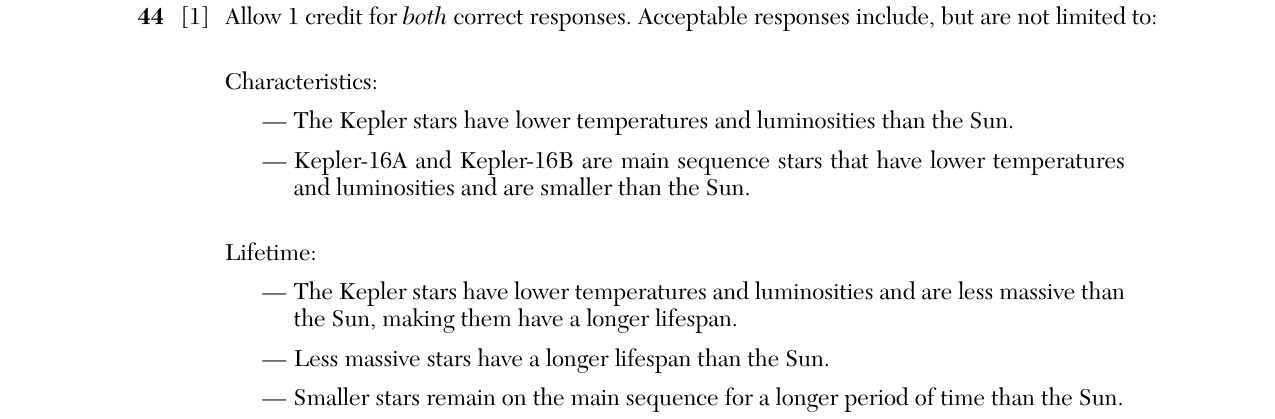 44 [1] Allow 1 credit for both correct responses. Acceptable responses include, but are not limited to:
Characteristics:
— The Kepler stars have lower temperatures and luminosities than the Sun.
— Kepler-16A and Kepler-16B are main sequence stars that have lower temperatures
and luminosities and are smaller than the Sun.
Lifetime:
— The Kepler stars have lower temperatures and luminosities and are less massive than
the Sun, making them have a longer lifespan.
— Less massive stars have a longer lifespan than the Sun.
— Smaller stars remain on the main sequence for a longer period of time than the Sun.